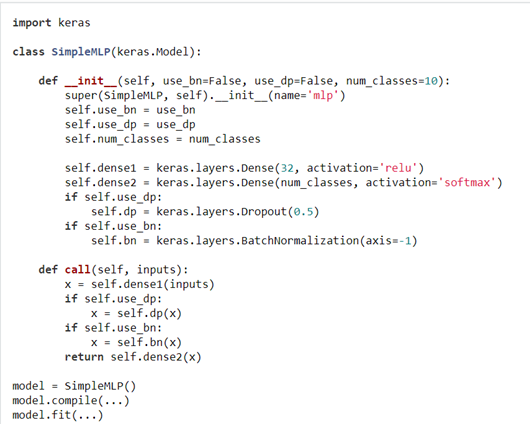 import keras
class SimpleMLP(keras.Model):
def __init__(self, use_bn=False, use_dp=False, num_classes=10):
super(SimpleMLP, self).__init__(name='mlp')
self.use_bn = use_bn
self.use_dp = use_dp
self.num_classes = num_classes
self.dense1 = keras.layers.Dense(32, activation='relu')
self.dense2 = keras.layers.Dense(num_classes, activation='softmax')
if self.use_dp:
self.dp = keras.layers.Dropout(0.5)
if self.use_bn:
self.bn = keras.layers.BatchNormalization(axis=-1)
def call(self, inputs):
x = self.dense1(inputs)
if self.use_dp:
x = self.dp(x)
if self.use_bn:
x = self.bn(x)
return self.dense2(x)
model = SimpleMLP()
model.compile(...)
model.fit(...)